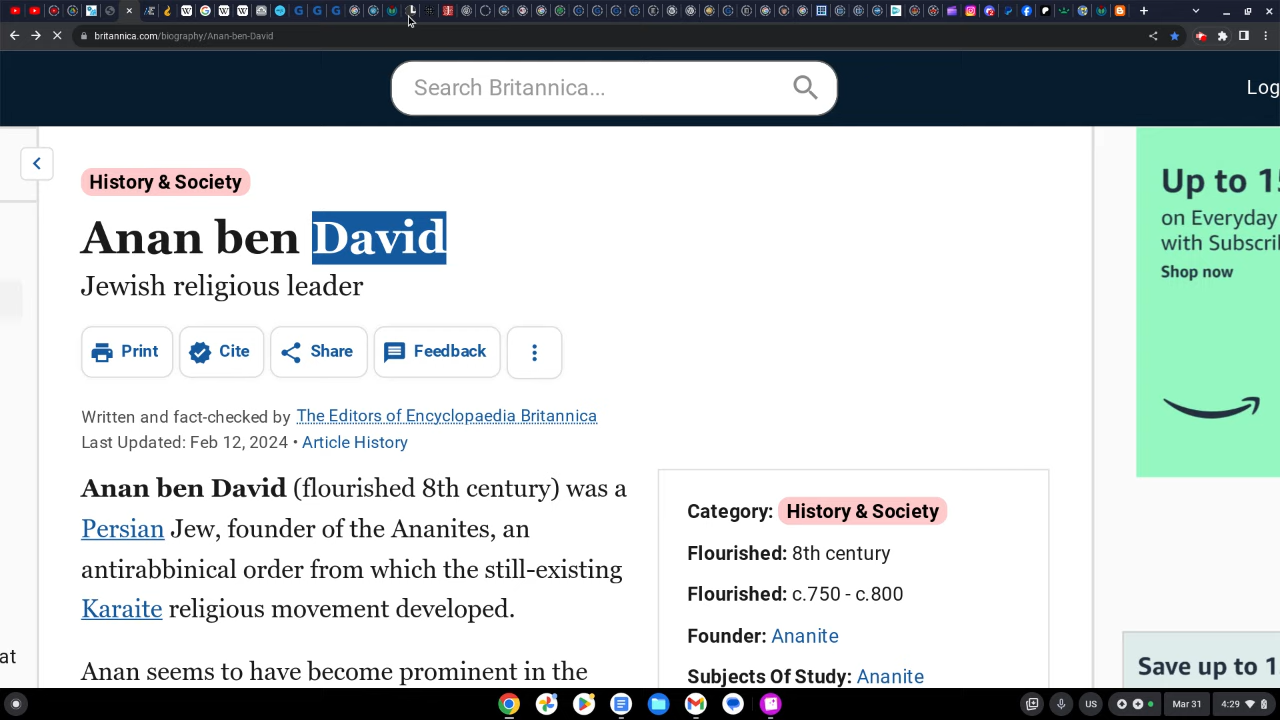 britannica.com/biography/Anan-ben-David
Search Britannica...
Log
History & Society
Anan ben David
Jewish religious leader
Print
Cite
Share
Feedback
Written and fact-checked by The Editors of Encyclopaedia Britannica
Last Updated: Feb 12, 2024 • Article History
Anan ben David (flourished 8th century) was a
Persian Jew, founder of the Ananites, an
antirabbinical order from which the still-existing
Karaite religious movement developed.
Anan seems to have become prominent in the
Category: History & Society
Flourished: 8th century
Flourished: c.750 - c.800
Founder: Ananite
Subjects Of Study: Ananite
Up to 1
on Everyday
with Subscri
Shop now
Save up to 1
at
US
Mar 31
4:29